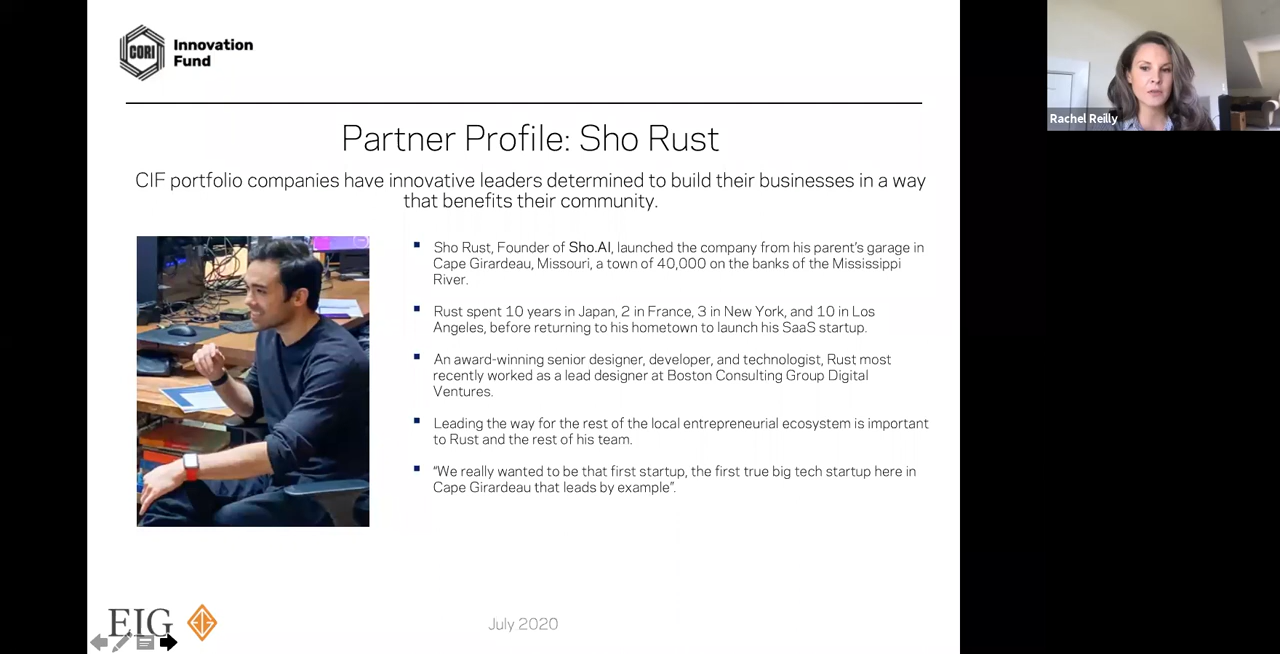 CORI
Innovation
Fund
Rachel Reilly
Partner Profile: Sho Rust
CIF portfolio companies have innovative leaders determined to build their businesses in a way
that benefits their community.
Sho Rust, Founder of Sho.AI, launched the company from his parent's garage in
Cape Girardeau, Missouri, a town of 40,000 on the banks of the Mississippi
River.
Rust spent 10 years in Japan, 2 in France, 3 in New York, and 10 in Los
Angeles, before returning to his hometown to launch his SaaS startup.
An award-winning senior designer, developer, and technologist, Rust most
recently worked as a lead designer at Boston Consulting Group Digital
Ventures.
Leading the way for the rest of the local entrepreneurial ecosystem is important
to Rust and the rest of his team.
"We really wanted to be that first startup, the first true big tech startup here in
Cape Girardeau that leads by example".
EIG
July 2020